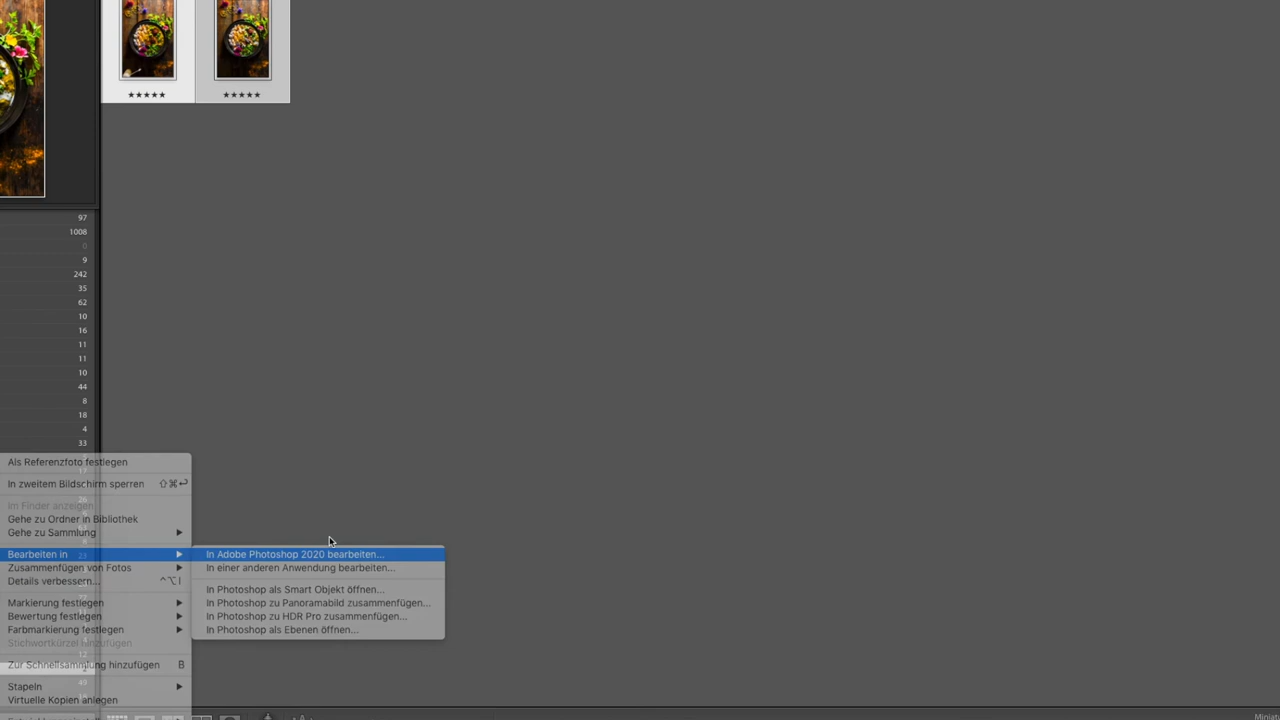 ★★★★★ ★★★★★
97
1008
0
9
242
35
62
10
16
11
11
10
44
8
18
4
33
Als Referenzfoto festlegen
In zweitem Bildschirm sperren ⇧⌘↩
Im Finder anzeigen
Gehe zu Ordner in Bibliothek
Gehe zu Sammlung ▶
Bearbeiten in ▶
Zusammenfügen von Fotos ▶
Details verbessern... ^⌥I
Markierung festlegen ▶
Bewertung festlegen ▶
Farbmarkierung festlegen ▶
Stichwortkürzel hinzufügen
Zur Schnellsammlung hinzufügen B
Stapeln ▶
Virtuelle Kopien anlegen
In Adobe Photoshop 2020 bearbeiten...
In einer anderen Anwendung bearbeiten...
In Photoshop als Smart Objekt öffnen...
In Photoshop zu Panoramabild zusammenfügen...
In Photoshop zu HDR Pro zusammenfügen...
In Photoshop als Ebenen öffnen...